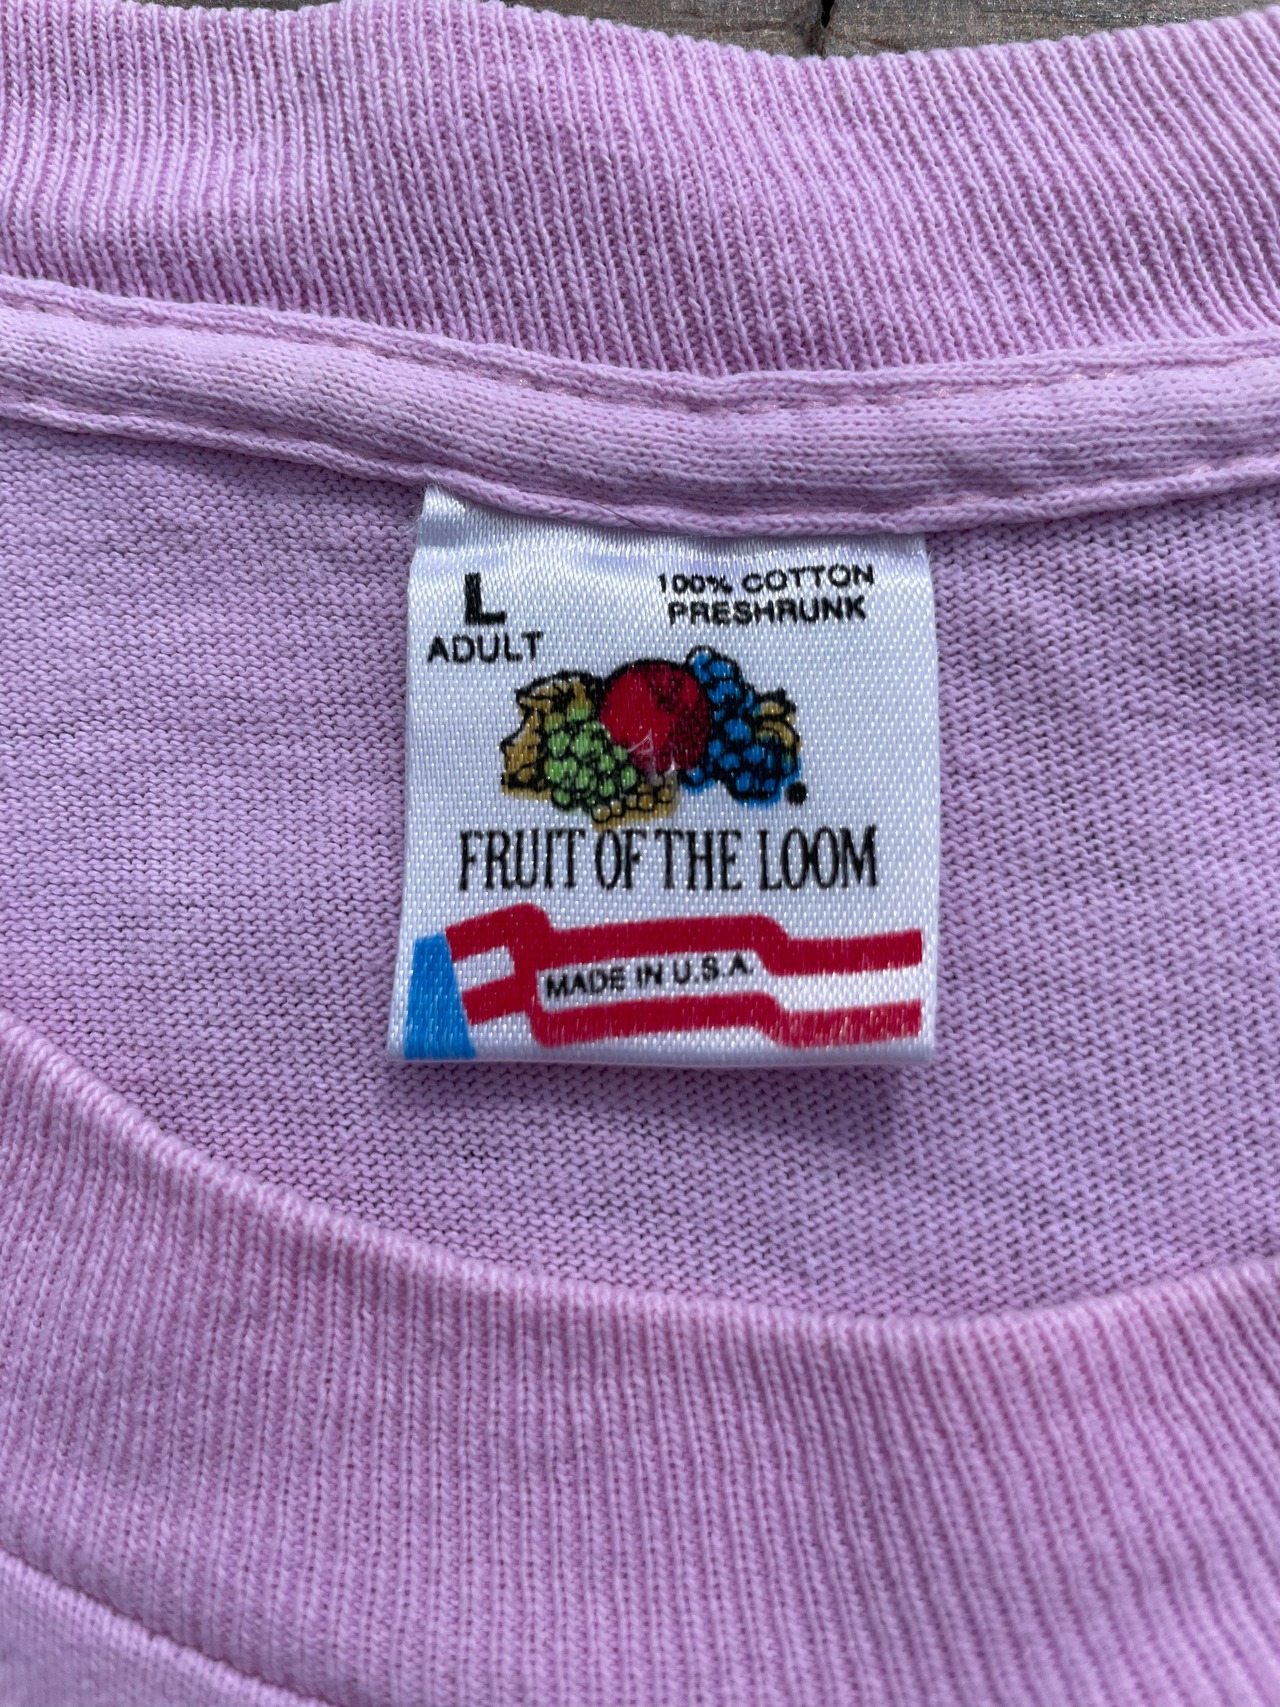 L
ADULT
100% COTTON
PRESHRUNK
FRUIT OF THE LOOM
MADE IN U.S.A.